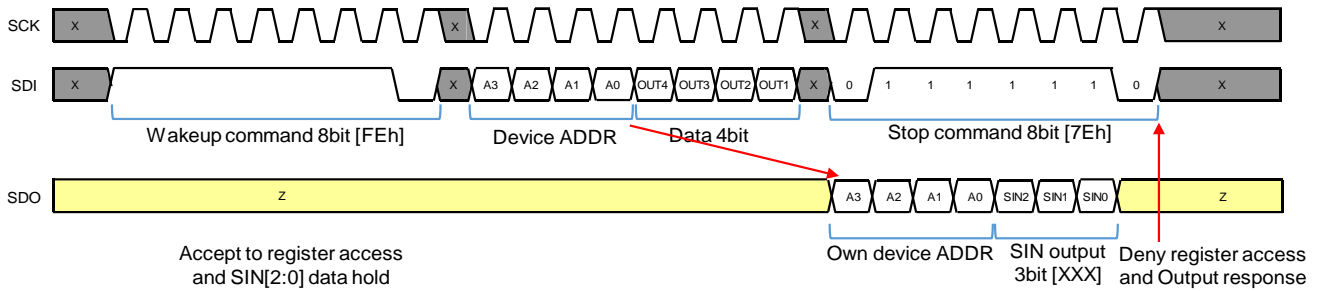 SCK X X X X
SDI X X A3 A2 A1 A0 OUT4 OUT3 OUT2 OUT1 X 0 1 1 1 1 1 1 0 X
Wakeup command 8bit [FEh] Device ADDR Data 4bit Stop command 8bit [7Eh]
SDO Z A3 A2 A1 A0 SIN2 SIN1 SIN0 Z
Accept to register access
and SIN[2:0] data hold
Own device ADDR
SIN output
3bit [XXX]
Deny register access
and Output response